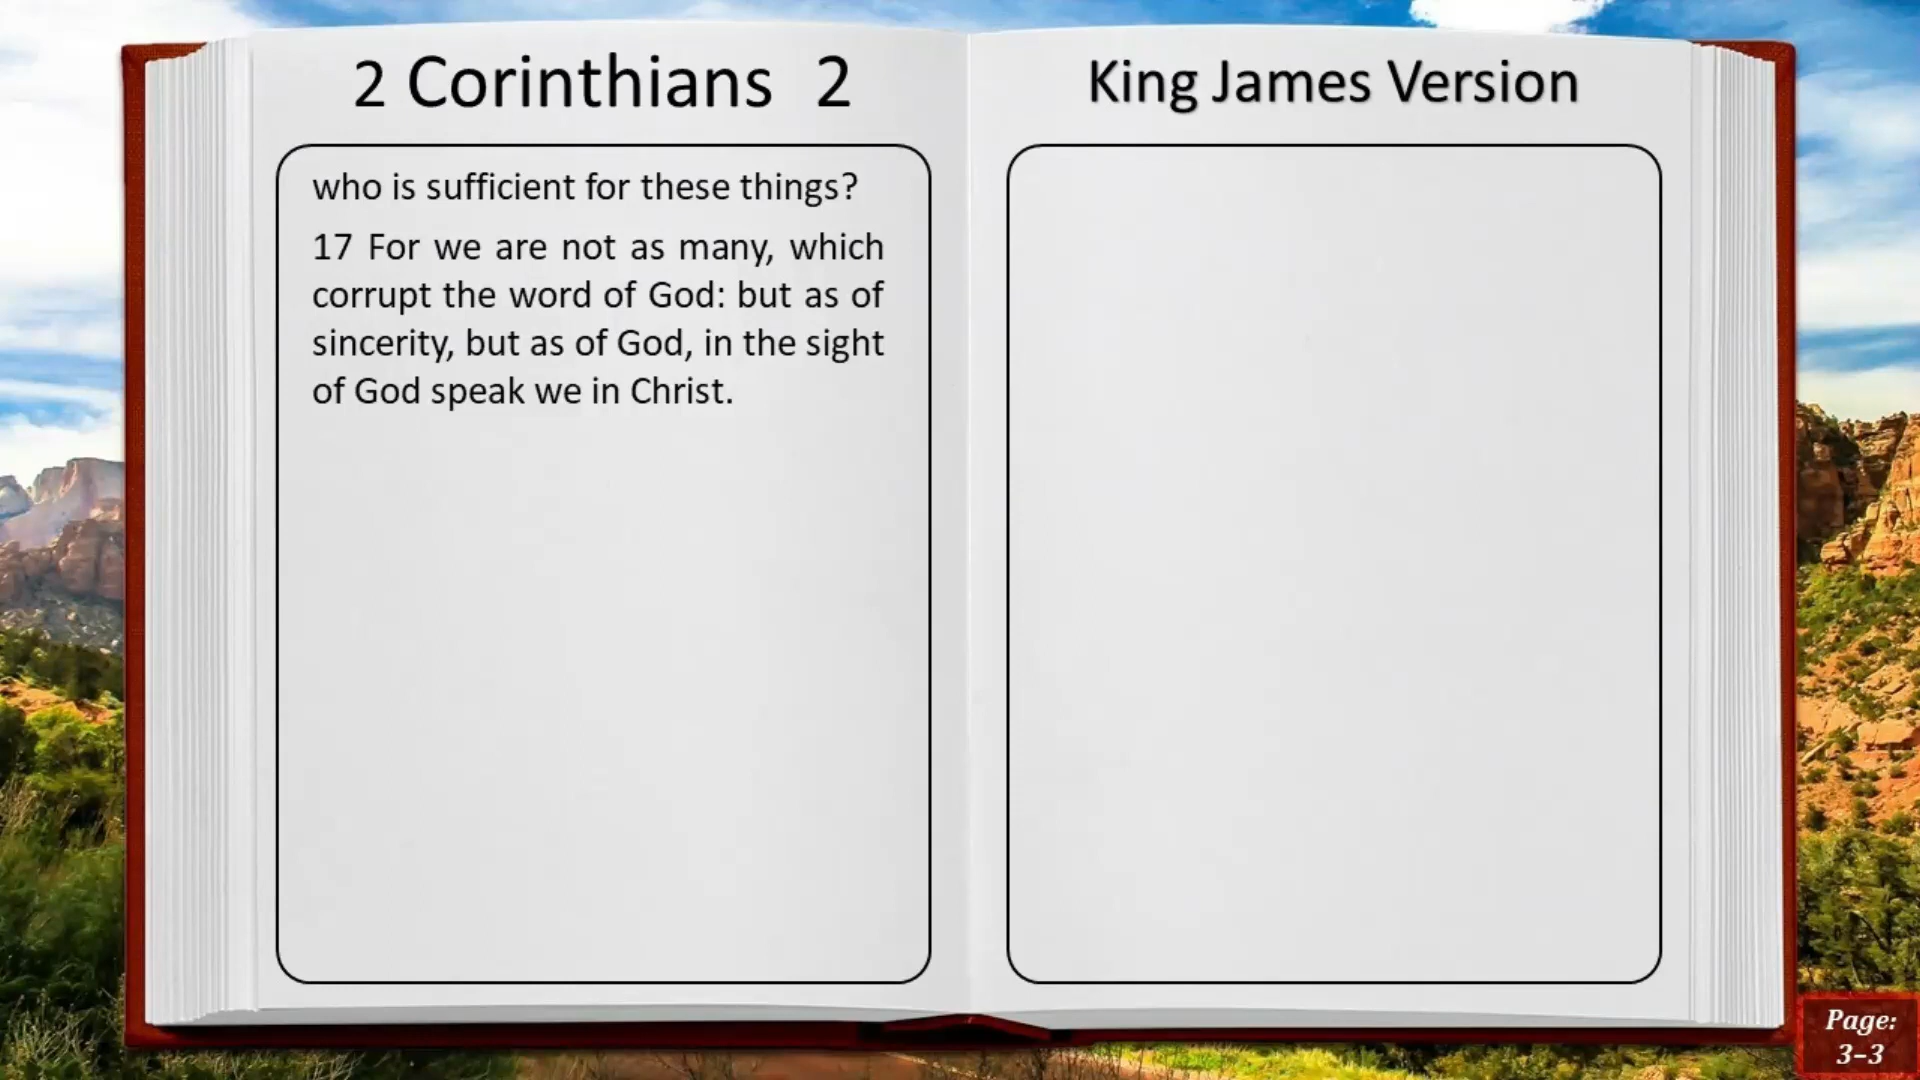 2 Corinthians 2
King James Version
who is sufficient for these things?
17 For we are not as many, which
corrupt the word of God: but as of
sincerity, but as of God, in the sight
of God speak we in Christ.
Page:
3-3